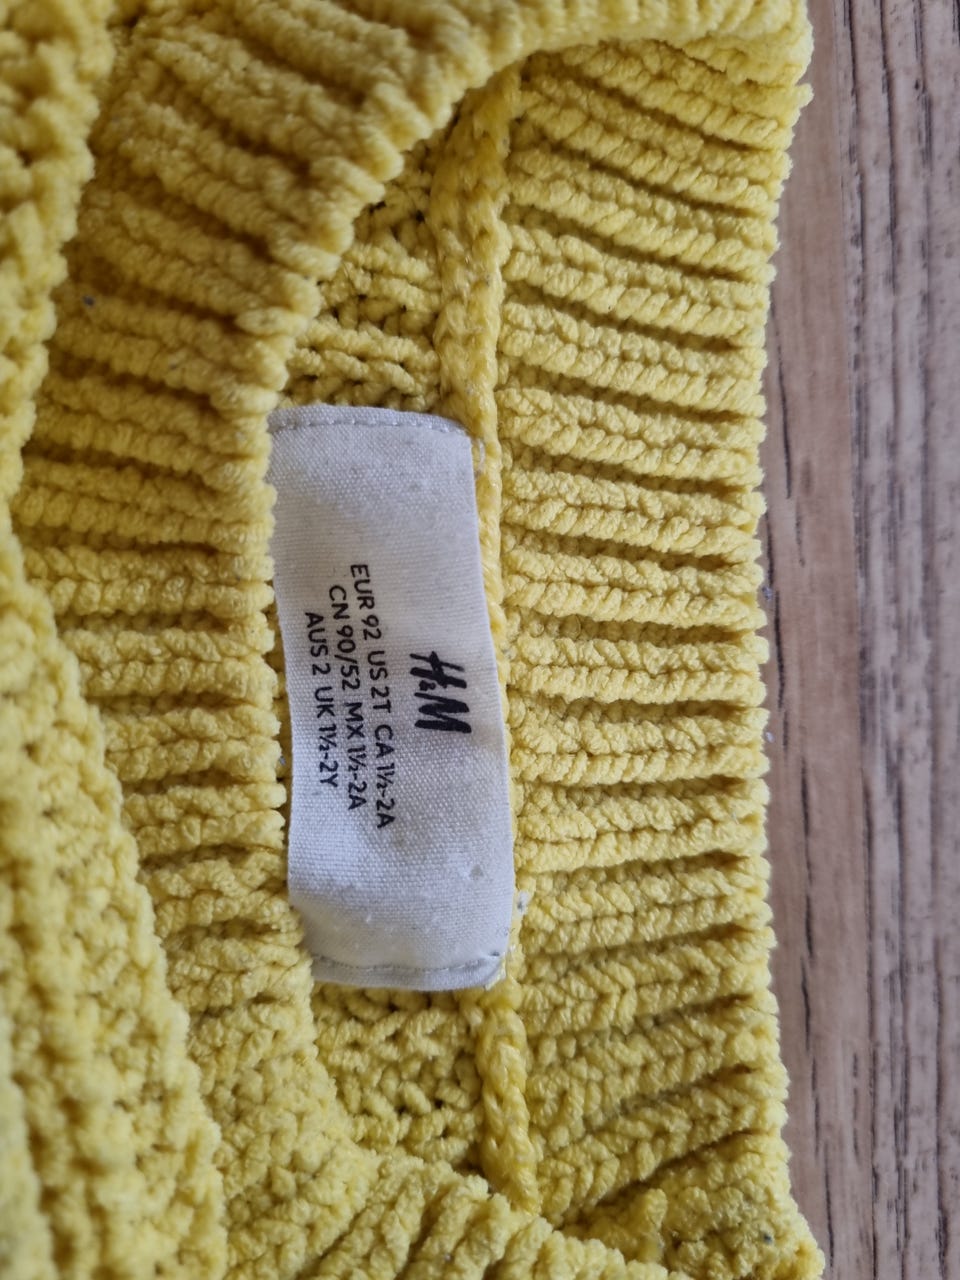 H&M
EUR 92 US 2T CA 1½-2A
CN 90/52 MX 1½-2A
AUS 2 UK 1½-2Y